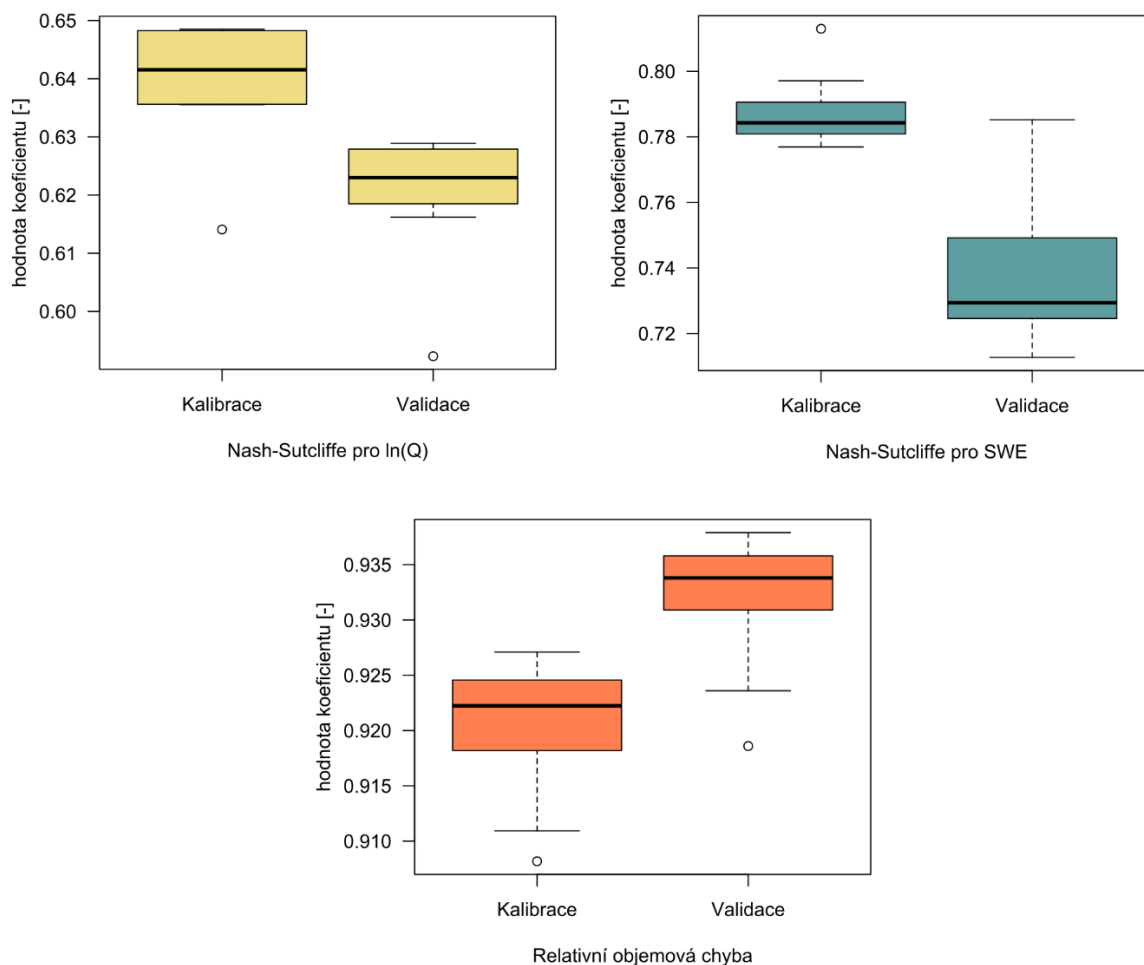 hodnota koeficientu [-]
0.65
0.64
0.63
0.62
0.61
0.60
Kalibrace
Validace
Nash-Sutcliffe pro ln(Q)
hodnota koeficientu [-]
0.80
0.78
0.76
0.74
0.72
Kalibrace
Validace
Nash-Sutcliffe pro SWE
hodnota koeficientu [-]
0.935
0.930
0.925
0.920
0.915
0.910
Kalibrace
Validace
Relativní objemová chyba